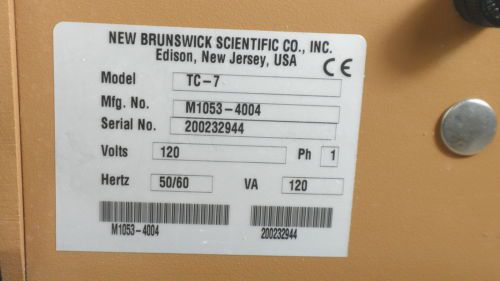 NEW BRUNSWICK SCIENTIFIC CO., INC.
Edison, New Jersey, USA
CE
Model TC-7
Mfg. No. M1053-4004
Serial No. 200232944
Volts 120 Ph 1
Hertz 50/60 VA 120
M1053-4004 200232944